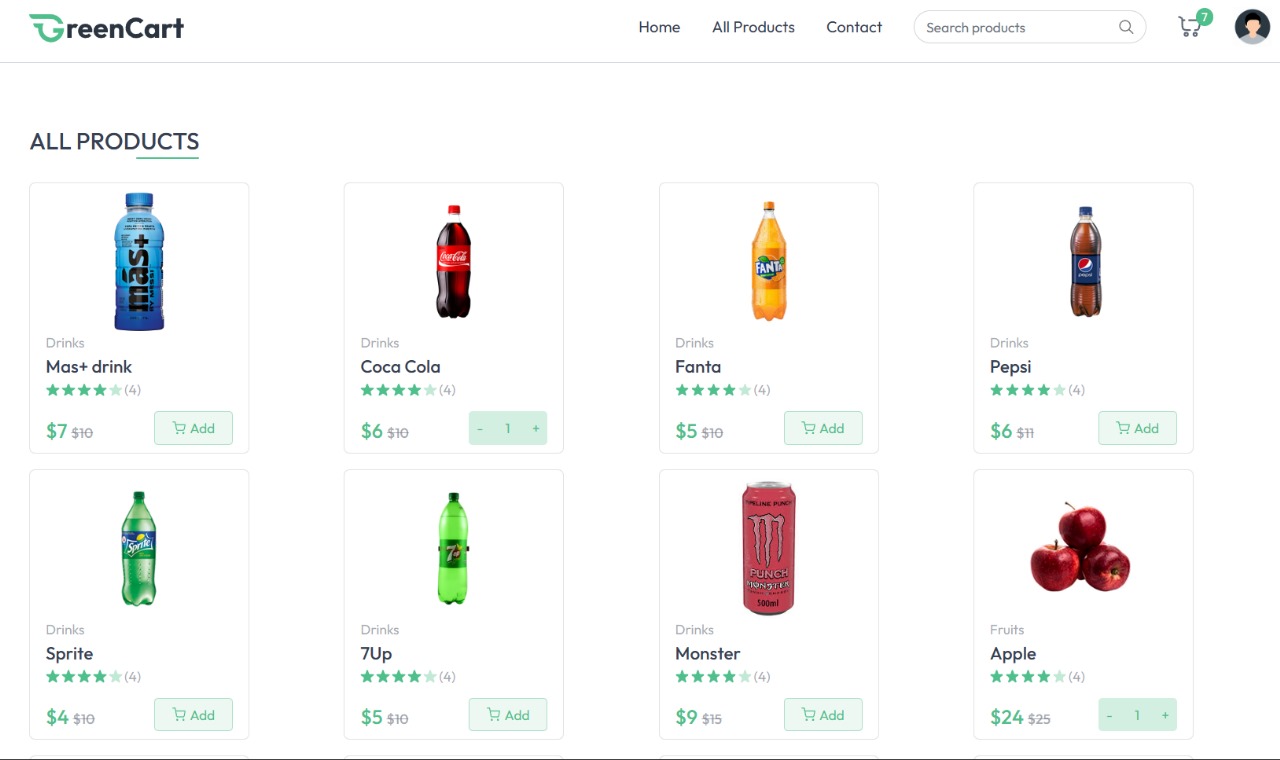 GreenCart
Home All Products Contact Search products 7
ALL PRODUCTS
más+
BY MESSI
Coca-Cola
FANTA
pepsi
Drinks Drinks Drinks Drinks
Mas+ drink Coca Cola Fanta Pepsi
(4) (4) (4) (4)
$7 $10 Add $6 $10 - 1 + $5 $10 Add $6 $11 Add
Sprite
7
PIPELINE PUNCH
PUNCH
MONSTER
500ml
Drinks Drinks Drinks Fruits
Sprite 7Up Monster Apple
(4) (4) (4) (4)
$4 $10 Add $5 $10 Add $9 $15 Add $24 $25 - 1 +